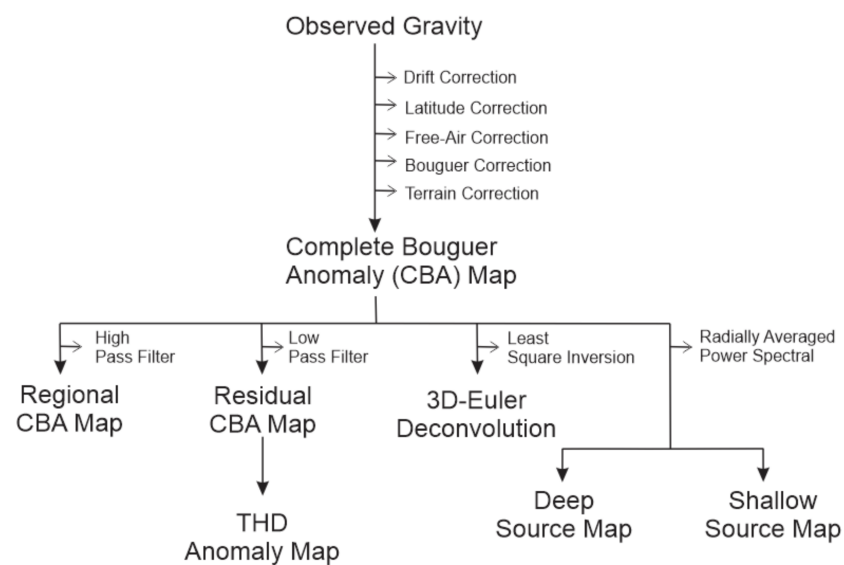 Observed Gravity
Drift Correction
Latitude Correction
Free-Air Correction
Bouguer Correction
Terrain Correction
Complete Bouguer
Anomaly (CBA) Map
High
Pass Filter
Low
Pass Filter
Least
Square Inversion
Radially Averaged
Power Spectral
Regional
CBA Map
Residual
CBA Map
3D-Euler
Deconvolution
THD
Anomaly Map
Deep
Source Map
Shallow
Source Map